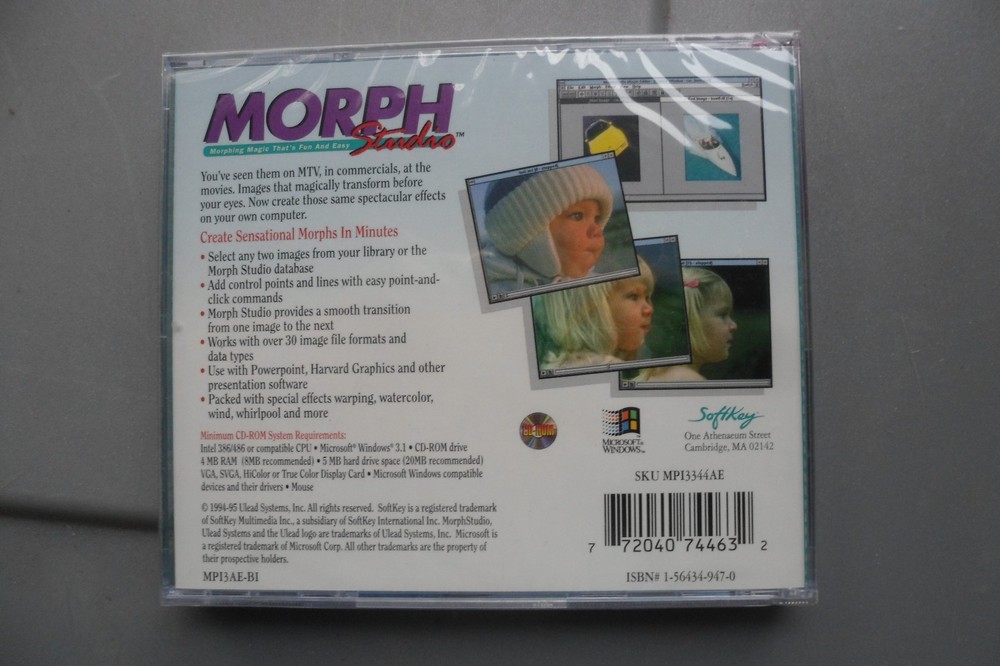 MORPH
Studio™
Morphing Magic That's Fun And Easy
You've seen them on MTV, in commercials, at the
movies. Images that magically transform before
your eyes. Now create those same spectacular effects
on your own computer.
Create Sensational Morphs In Minutes
• Select any two images from your library or the
Morph Studio database
• Add control points and lines with easy point-and-
click commands
• Morph Studio provides a smooth transition
from one image to the next
• Works with over 30 image file formats and
data types
• Use with Powerpoint, Harvard Graphics and other
presentation software
• Packed with special effects warping, watercolor,
wind, whirlpool and more
Minimum CD-ROM System Requirements:
Intel 386/486 or compatible CPU • Microsoft® Windows® 3.1 • CD-ROM drive
4 MB RAM (8MB recommended) • 5 MB hard drive space (20MB recommended)
VGA, SVGA, HiColor or True Color Display Card • Microsoft Windows compatible
devices and their drivers • Mouse
© 1994-95 Ulead Systems, Inc. All rights reserved. SoftKey is a registered trademark
of SoftKey Multimedia Inc., a subsidiary of SoftKey International Inc. MorphStudio,
Ulead Systems and the Ulead logo are trademarks of Ulead Systems, Inc. Microsoft is
a registered trademark of Microsoft Corp. All other trademarks are the property of
their prospective holders.
MPI3AE-BI
CD-ROM
MICROSOFT®
WINDOWS™
SoftKey
One Athenaeum Street
Cambridge, MA 02142
SKU MPI3344AE
7 72040 74463 2
ISBN# 1-56434-947-0